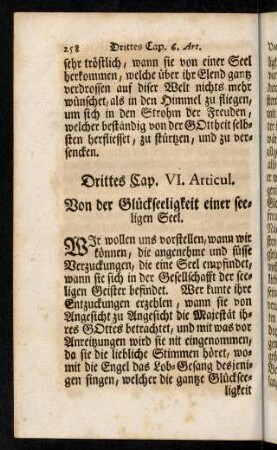 258 Drittes Cap. 6. Art.
sehr tröstlich, wann sie von einer Seel
herkommen, welche über ihr Elend gantz
verdrossen auf diser Welt nichts mehr
wünschet, als in den Himmel zu fliegen,
um sich in den Strohm der Freuden,
welcher beständig von der GOttheit selb-
sten herfliesset, zu stürtzen, und zu ver-
sencken.
Drittes Cap. VI. Articul.
Von der Glückseeligkeit einer see-
ligen Seel.
WIr wollen uns vorstellen, wann wir
können, die angenehme und süsse
Verzuckungen, die eine Seel empfindet,
wann sie sich in der Gesellschaft der see-
ligen Geister befindet. Wer kunte ihre
Entzuckungen erzehlen, wann sie von
Angesicht zu Angesicht die Majestät ih-
res GOttes betrachtet, und mit was vor
Anreitzungen wird sie nit eingenommen,
da sie die liebliche Stimmen höret, wo-
mit die Engel das Lob-Gesang desjeni-
gen singen, welcher die gantze Glücksee-
ligkeit